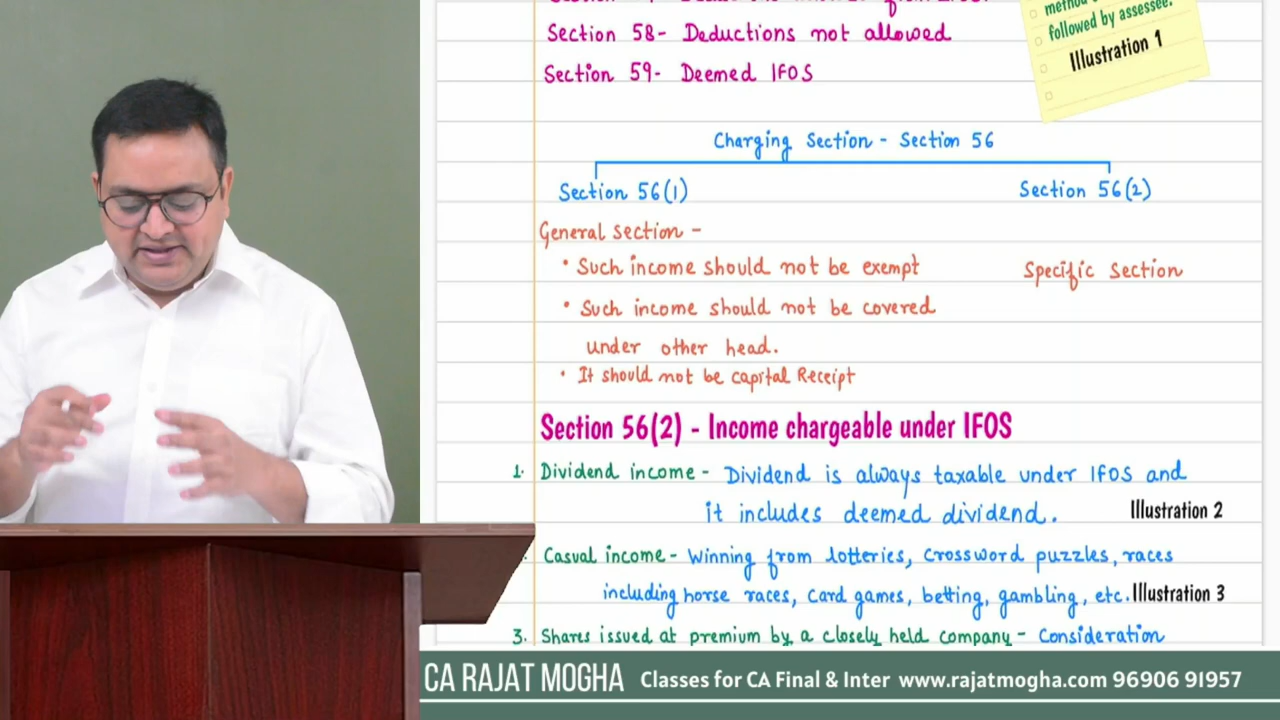 Section 58- Deductions not allowed
Section 59- Deemed IFOS
method
followed by assessee.
Illustration 1
Charging Section - Section 56
Section 56(1)
Section 56(2)
General section -
• Such income should not be exempt
Specific section
• Such income should not be covered
under other head.
• It should not be capital Receipt
Section 56(2) - Income chargeable under IFOS
1. Dividend income - Dividend is always taxable under IFOS and
it includes deemed dividend.
Illustration 2
Casual income - Winning from lotteries, crossword puzzles, races
including horse races, card games, betting, gambling, etc. Illustration 3
3. Shares issued at premium by a closely held company - Consideration
CA RAJAT MOGHA Classes for CA Final & Inter www.rajatmogha.com 96906 91957